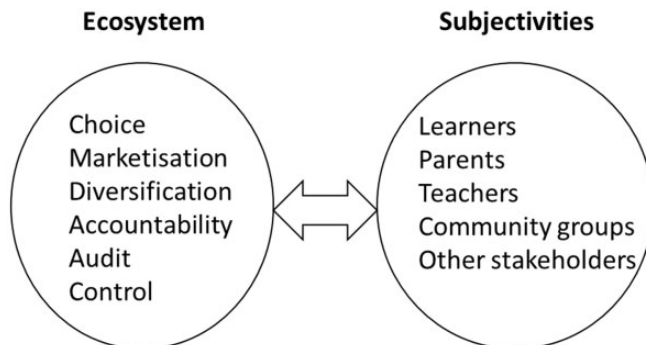 Ecosystem
Subjectivities
Choice
Marketisation
Diversification
Accountability
Audit
Control
Learners
Parents
Teachers
Community groups
Other stakeholders